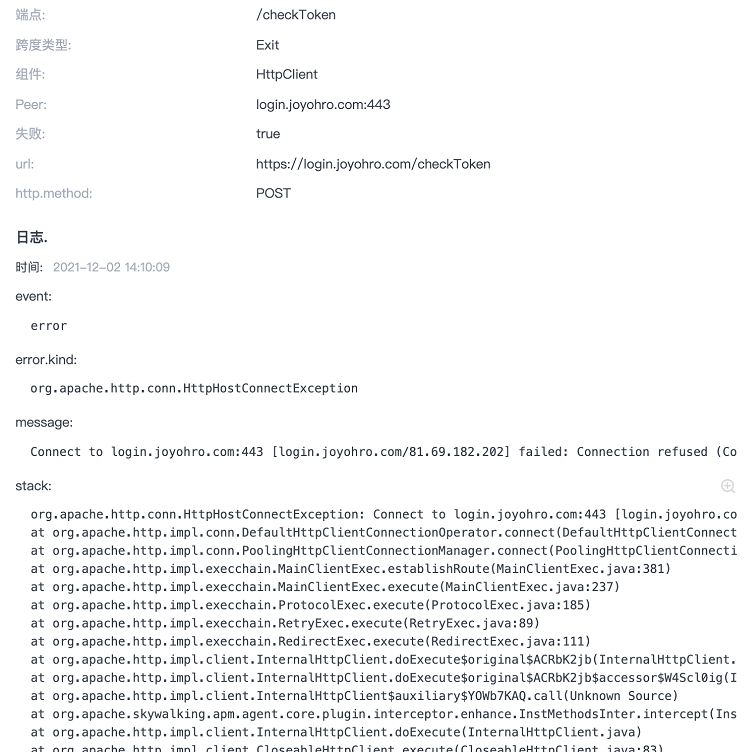 端点: /checkToken
跨度类型: Exit
组件: HttpClient
Peer: login.joyohro.com:443
失败: true
url: https://login.joyohro.com/checkToken
http.method: POST
日志.
时间: 2021-12-02 14:10:09
event:
error
error.kind:
org.apache.http.conn.HttpHostConnectException
message:
Connect to login.joyohro.com:443 [login.joyohro.com/81.69.182.202] failed: Connection refused (Co
stack:
org.apache.http.conn.HttpHostConnectException: Connect to login.joyohro.com:443 [login.joyohro.co
at org.apache.http.impl.conn.DefaultHttpClientConnectionOperator.connect(DefaultHttpClientConnect
at org.apache.http.impl.conn.PoolingHttpClientConnectionManager.connect(PoolingHttpClientConnecti
at org.apache.http.impl.execchain.MainClientExec.establishRoute(MainClientExec.java:381)
at org.apache.http.impl.execchain.MainClientExec.execute(MainClientExec.java:237)
at org.apache.http.impl.execchain.ProtocolExec.execute(ProtocolExec.java:185)
at org.apache.http.impl.execchain.RetryExec.execute(RetryExec.java:89)
at org.apache.http.impl.execchain.RedirectExec.execute(RedirectExec.java:111)
at org.apache.http.impl.client.InternalHttpClient.doExecute$original$ACRbK2jb(InternalHttpClient.
at org.apache.http.impl.client.InternalHttpClient.doExecute$original$ACRbK2jb$accessor$W4Scl0ig(I
at org.apache.http.impl.client.InternalHttpClient$auxiliary$YOWb7KAQ.call(Unknown Source)
at org.apache.skywalking.apm.agent.core.plugin.interceptor.enhance.InstMethodsInter.intercept(Ins
at org.apache.http.impl.client.InternalHttpClient.doExecute(InternalHttpClient.java)
at org.apache.http.impl.client.CloseableHttpClient.execute(CloseableHttpClient.java:83)